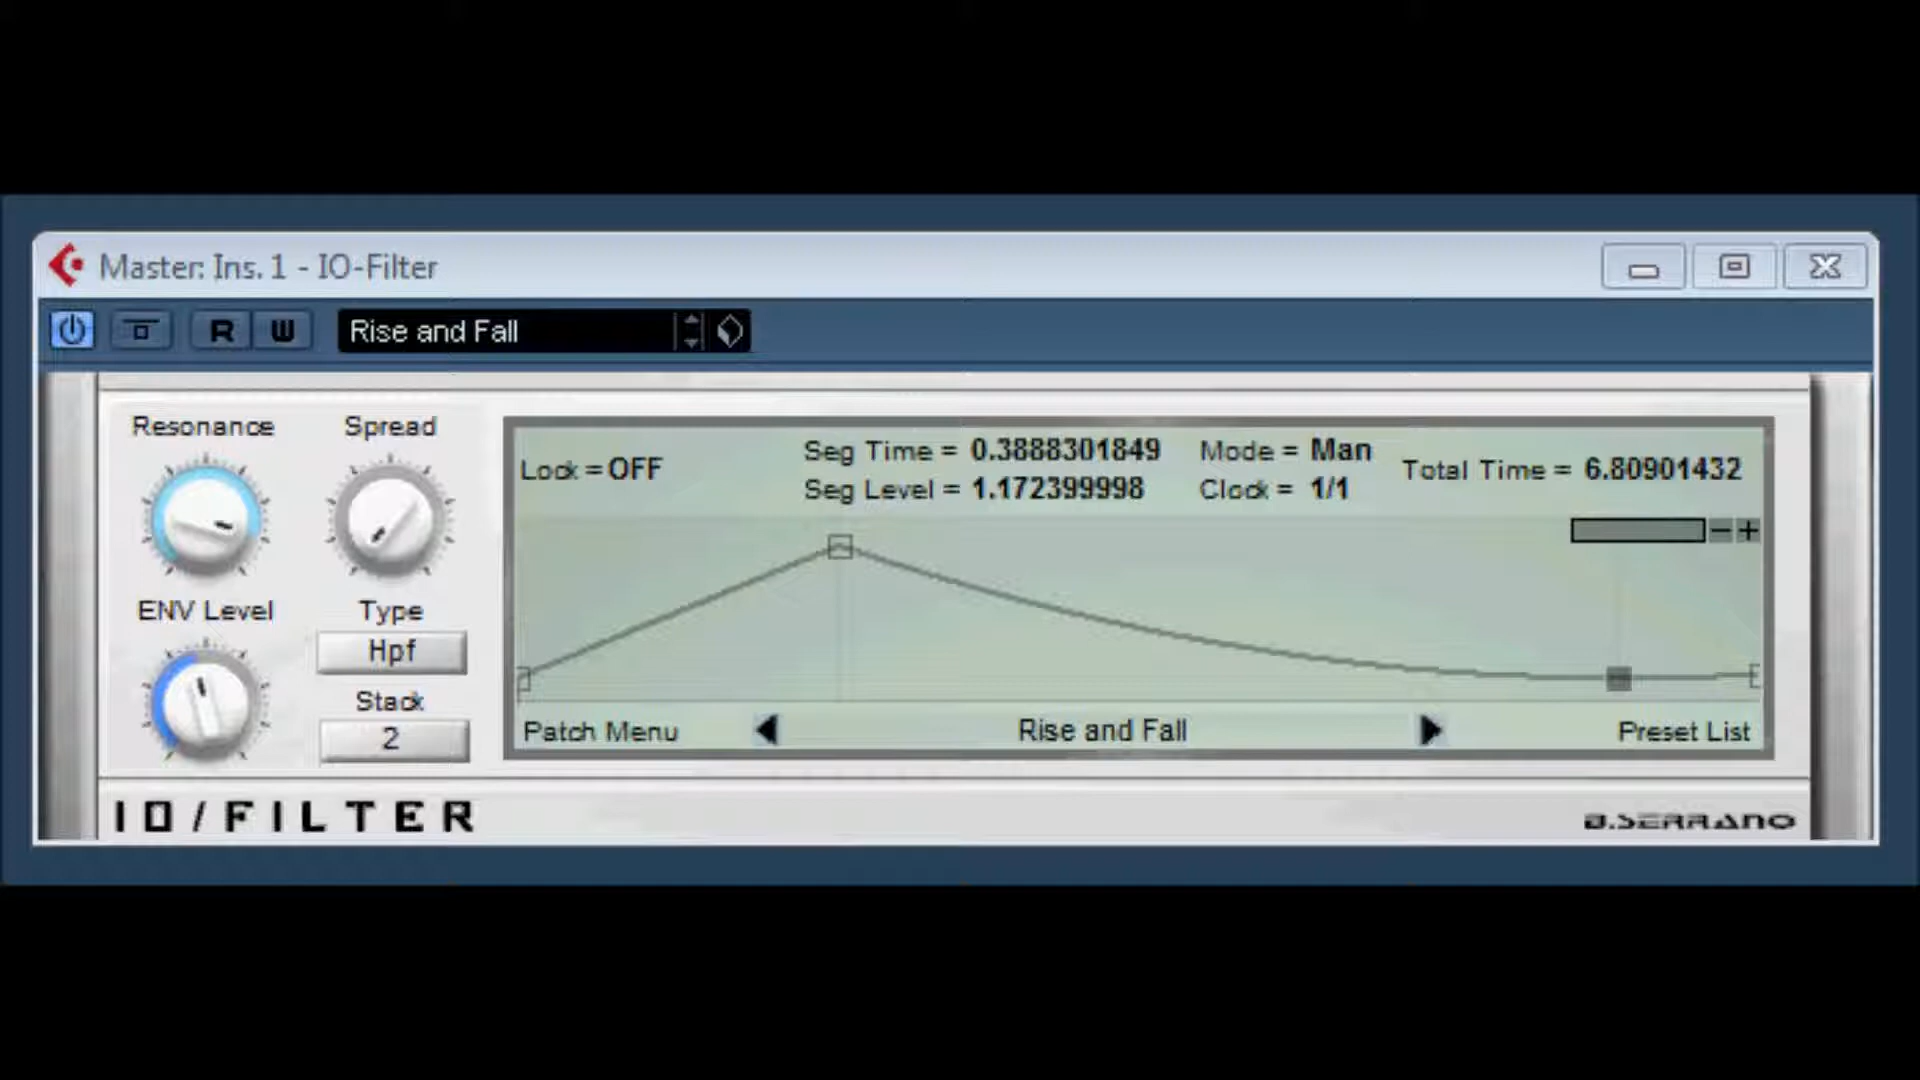 Master: Ins. 1 - IO-Filter
R W Rise and Fall
Resonance Spread
ENV Level Type
Hpf
Stack
2
Lock = OFF
Seg Time = 0.3888301849
Seg Level = 1.172399998
Mode = Man
Clock = 1/1
Total Time = 6.80901432
- +
Patch Menu Rise and Fall Preset List
IO/FILTER B.SERRANO